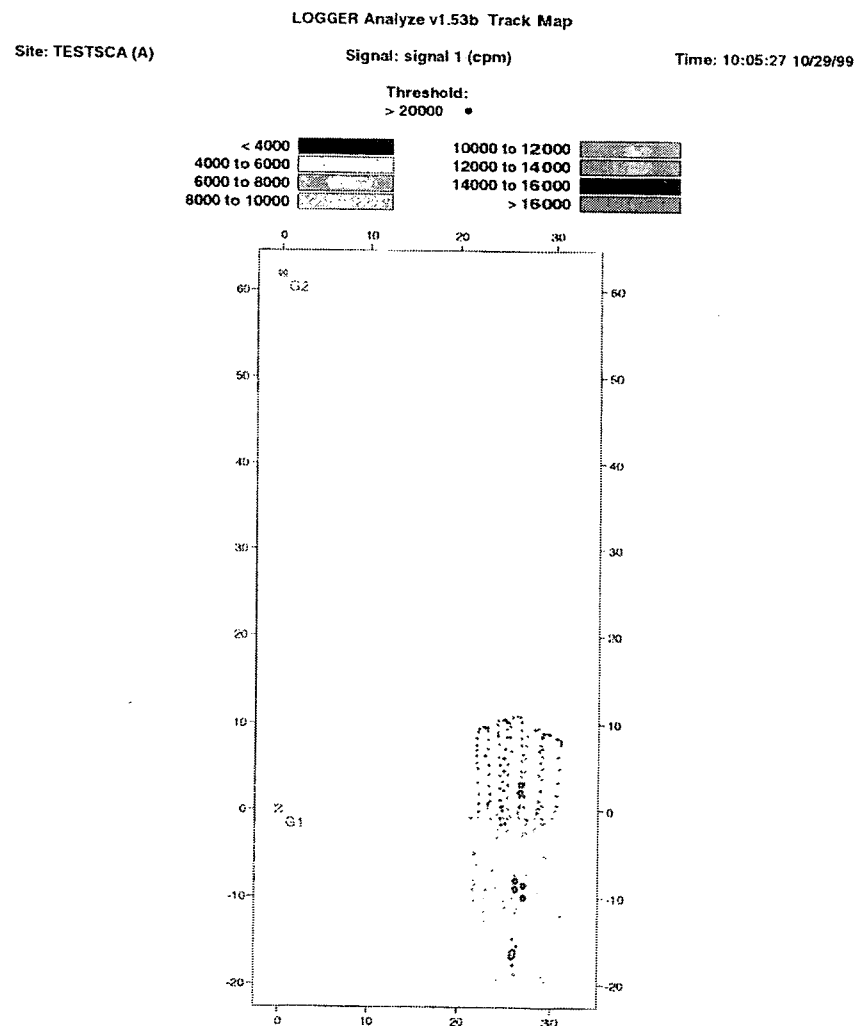 LOGGER Analyze v1.53b Track Map
Site: TESTSCA (A) Signal: signal 1 (cpm) Time: 10:05:27 10/29/99
Threshold:
> 20000
< 4000 10000 to 12000
4000 to 6000 12000 to 14000
6000 to 8000 14000 to 16000
8000 to 10000 > 16000
0 10 20 30
60 G2 60
50 50
40 40
30 30
20 20
10 10
0 G1 0
-10 -10
-20 -20
0 10 20 30